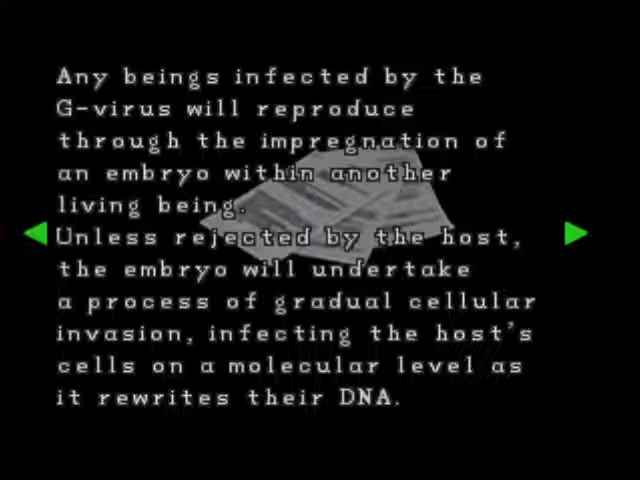 Any beings infected by the
G-virus will reproduce
through the impregnation of
an embryo within another
living being.
Unless rejected by the host,
the embryo will undertake
a process of gradual cellular
invasion, infecting the host's
cells on a molecular level as
it rewrites their DNA.